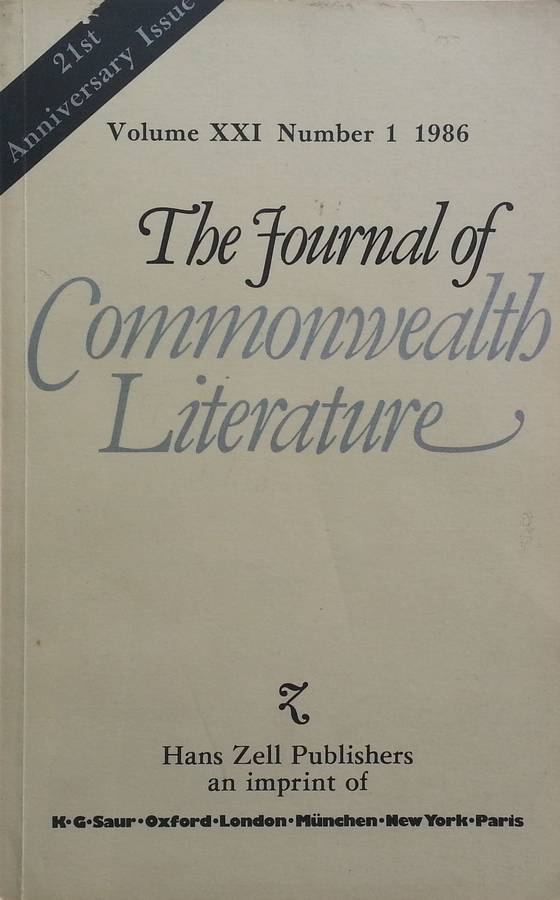 21st
Anniversary Issue
Volume XXI Number 1 1986
The Journal of
Commonwealth
Literature
Z
Hans Zell Publishers
an imprint of
K·G·Saur·Oxford·London·München·New York·Paris